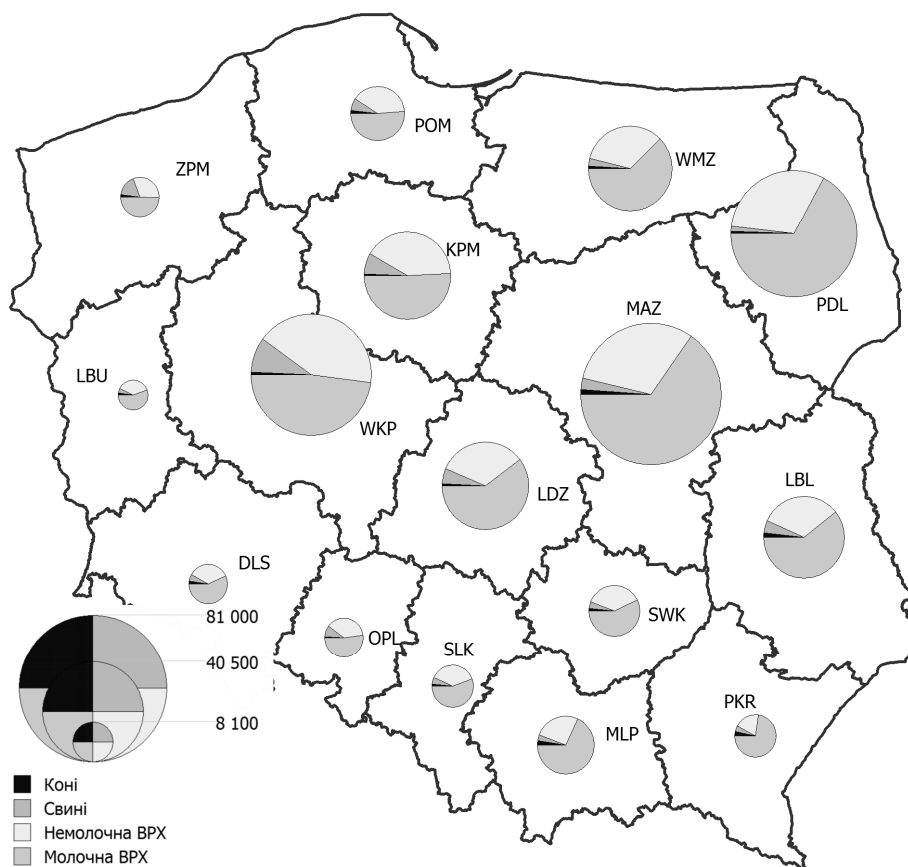 POM
ZPM
WMZ
KPM
MAZ
PDL
LBU
WKP
LDZ
LBL
DLS
OPL
SLK
SWK
MLP
PKR
81 000
40 500
8 100
Коні
Свині
Немолочна ВРХ
Молочна ВРХ